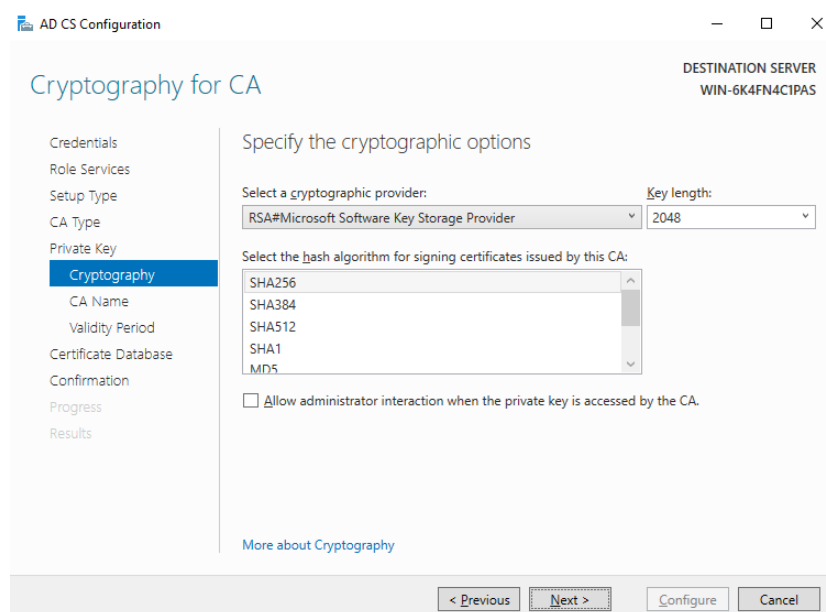 AD CS Configuration
Cryptography for CA
DESTINATION SERVER
WIN-6K4FN4C1PAS
Credentials
Role Services
Setup Type
CA Type
Private Key
Cryptography
CA Name
Validity Period
Certificate Database
Confirmation
Progress
Results
Specify the cryptographic options
Select a cryptographic provider:
Key length:
RSA#Microsoft Software Key Storage Provider
2048
Select the hash algorithm for signing certificates issued by this CA:
SHA256
SHA384
SHA512
SHA1
MD5
Allow administrator interaction when the private key is accessed by the CA.
More about Cryptography
< Previous
Next >
Configure
Cancel